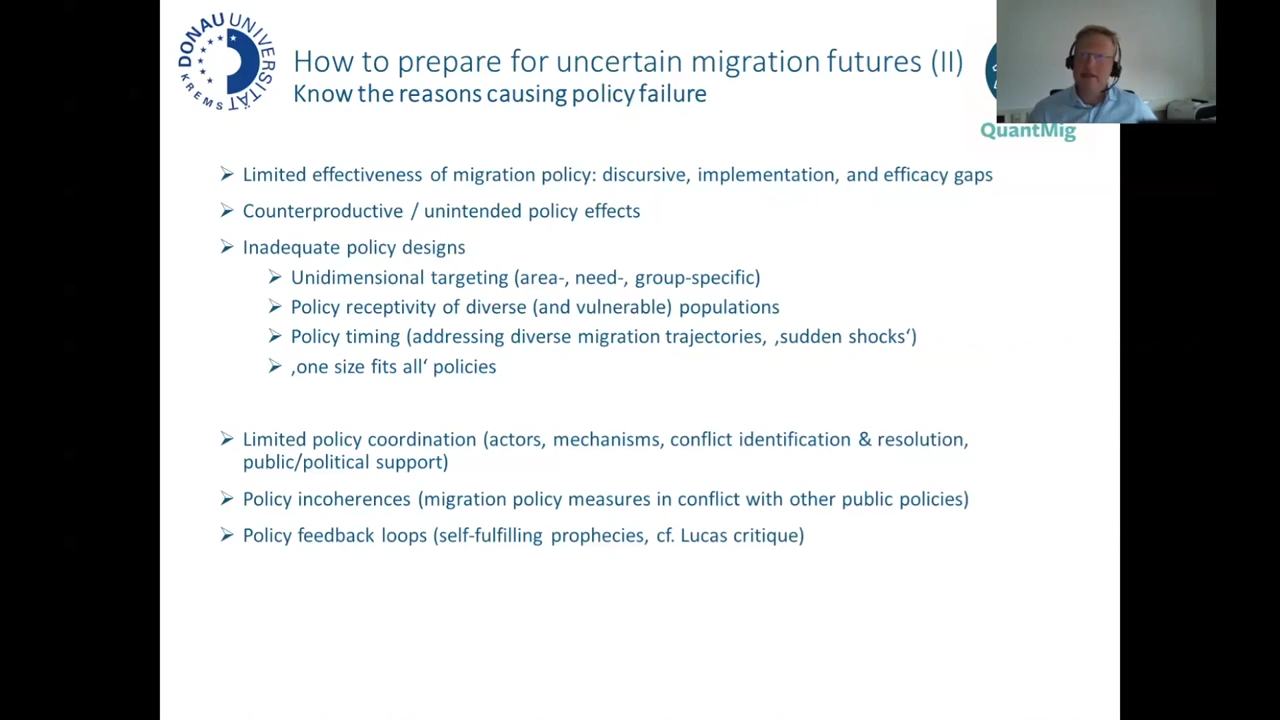 DONAU UNIVERSITÄT
KREMS
How to prepare for uncertain migration futures (II)
Know the reasons causing policy failure
QuantMig
➢ Limited effectiveness of migration policy: discursive, implementation, and efficacy gaps
➢ Counterproductive / unintended policy effects
➢ Inadequate policy designs
➢ Unidimensional targeting (area-, need-, group-specific)
➢ Policy receptivity of diverse (and vulnerable) populations
➢ Policy timing (addressing diverse migration trajectories, ‚sudden shocks‘)
➢ ‚one size fits all‘ policies
➢ Limited policy coordination (actors, mechanisms, conflict identification & resolution,
public/political support)
➢ Policy incoherences (migration policy measures in conflict with other public policies)
➢ Policy feedback loops (self-fulfilling prophecies, cf. Lucas critique)